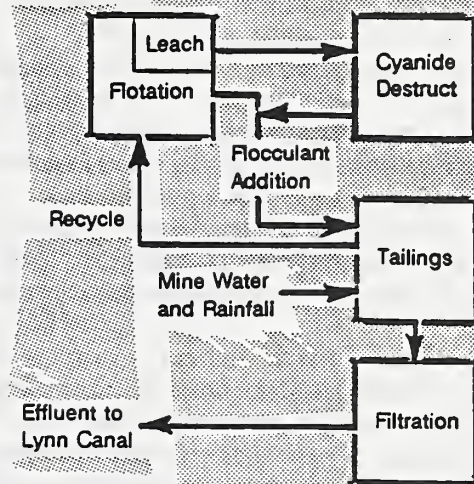 Leach
Flotation
Cyanide
Destruct
Flocculant
Addition
Recycle
Tailings
Mine Water
and Rainfall
Effluent to
Lynn Canal
Filtration